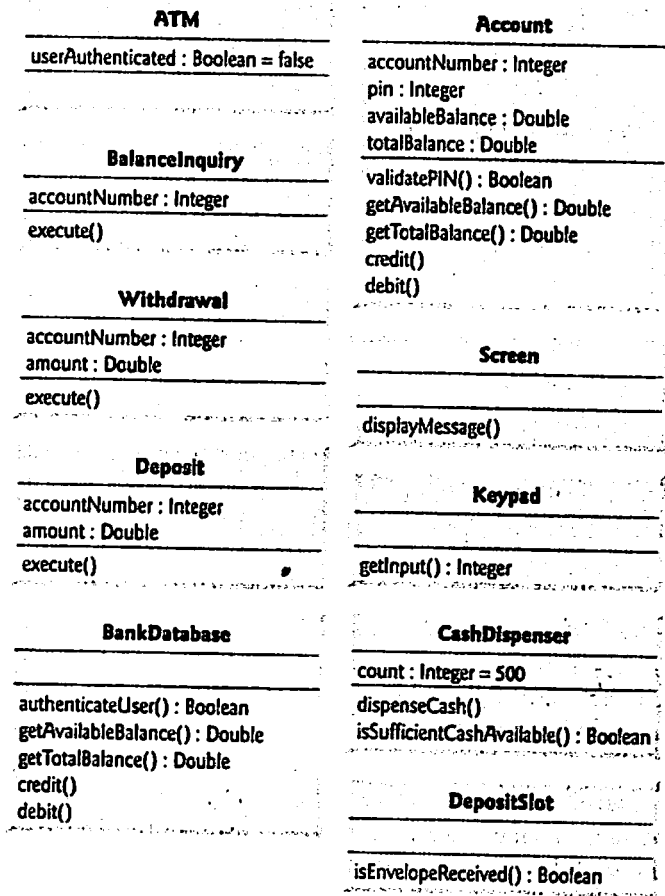 ATM
userAuthenticated : Boolean = false
BalanceInquiry
accountNumber : Integer
execute()
Withdrawal
accountNumber : Integer
amount : Double
execute()
Deposit
accountNumber : Integer
amount : Double
execute()
BankDatabase
authenticateUser() : Boolean
getAvailableBalance() : Double
getTotalBalance() : Double
credit()
debit()
Account
accountNumber : Integer
pin : Integer
availableBalance : Double
totalBalance : Double
validatePIN() : Boolean
getAvailableBalance() : Double
getTotalBalance() : Double
credit()
debit()
Screen
displayMessage()
Keypad
getInput() : Integer
CashDispenser
count : Integer = 500
dispenseCash()
isSufficientCashAvailable() : Boolean
DepositSlot
isEnvelopeReceived() : Boolean